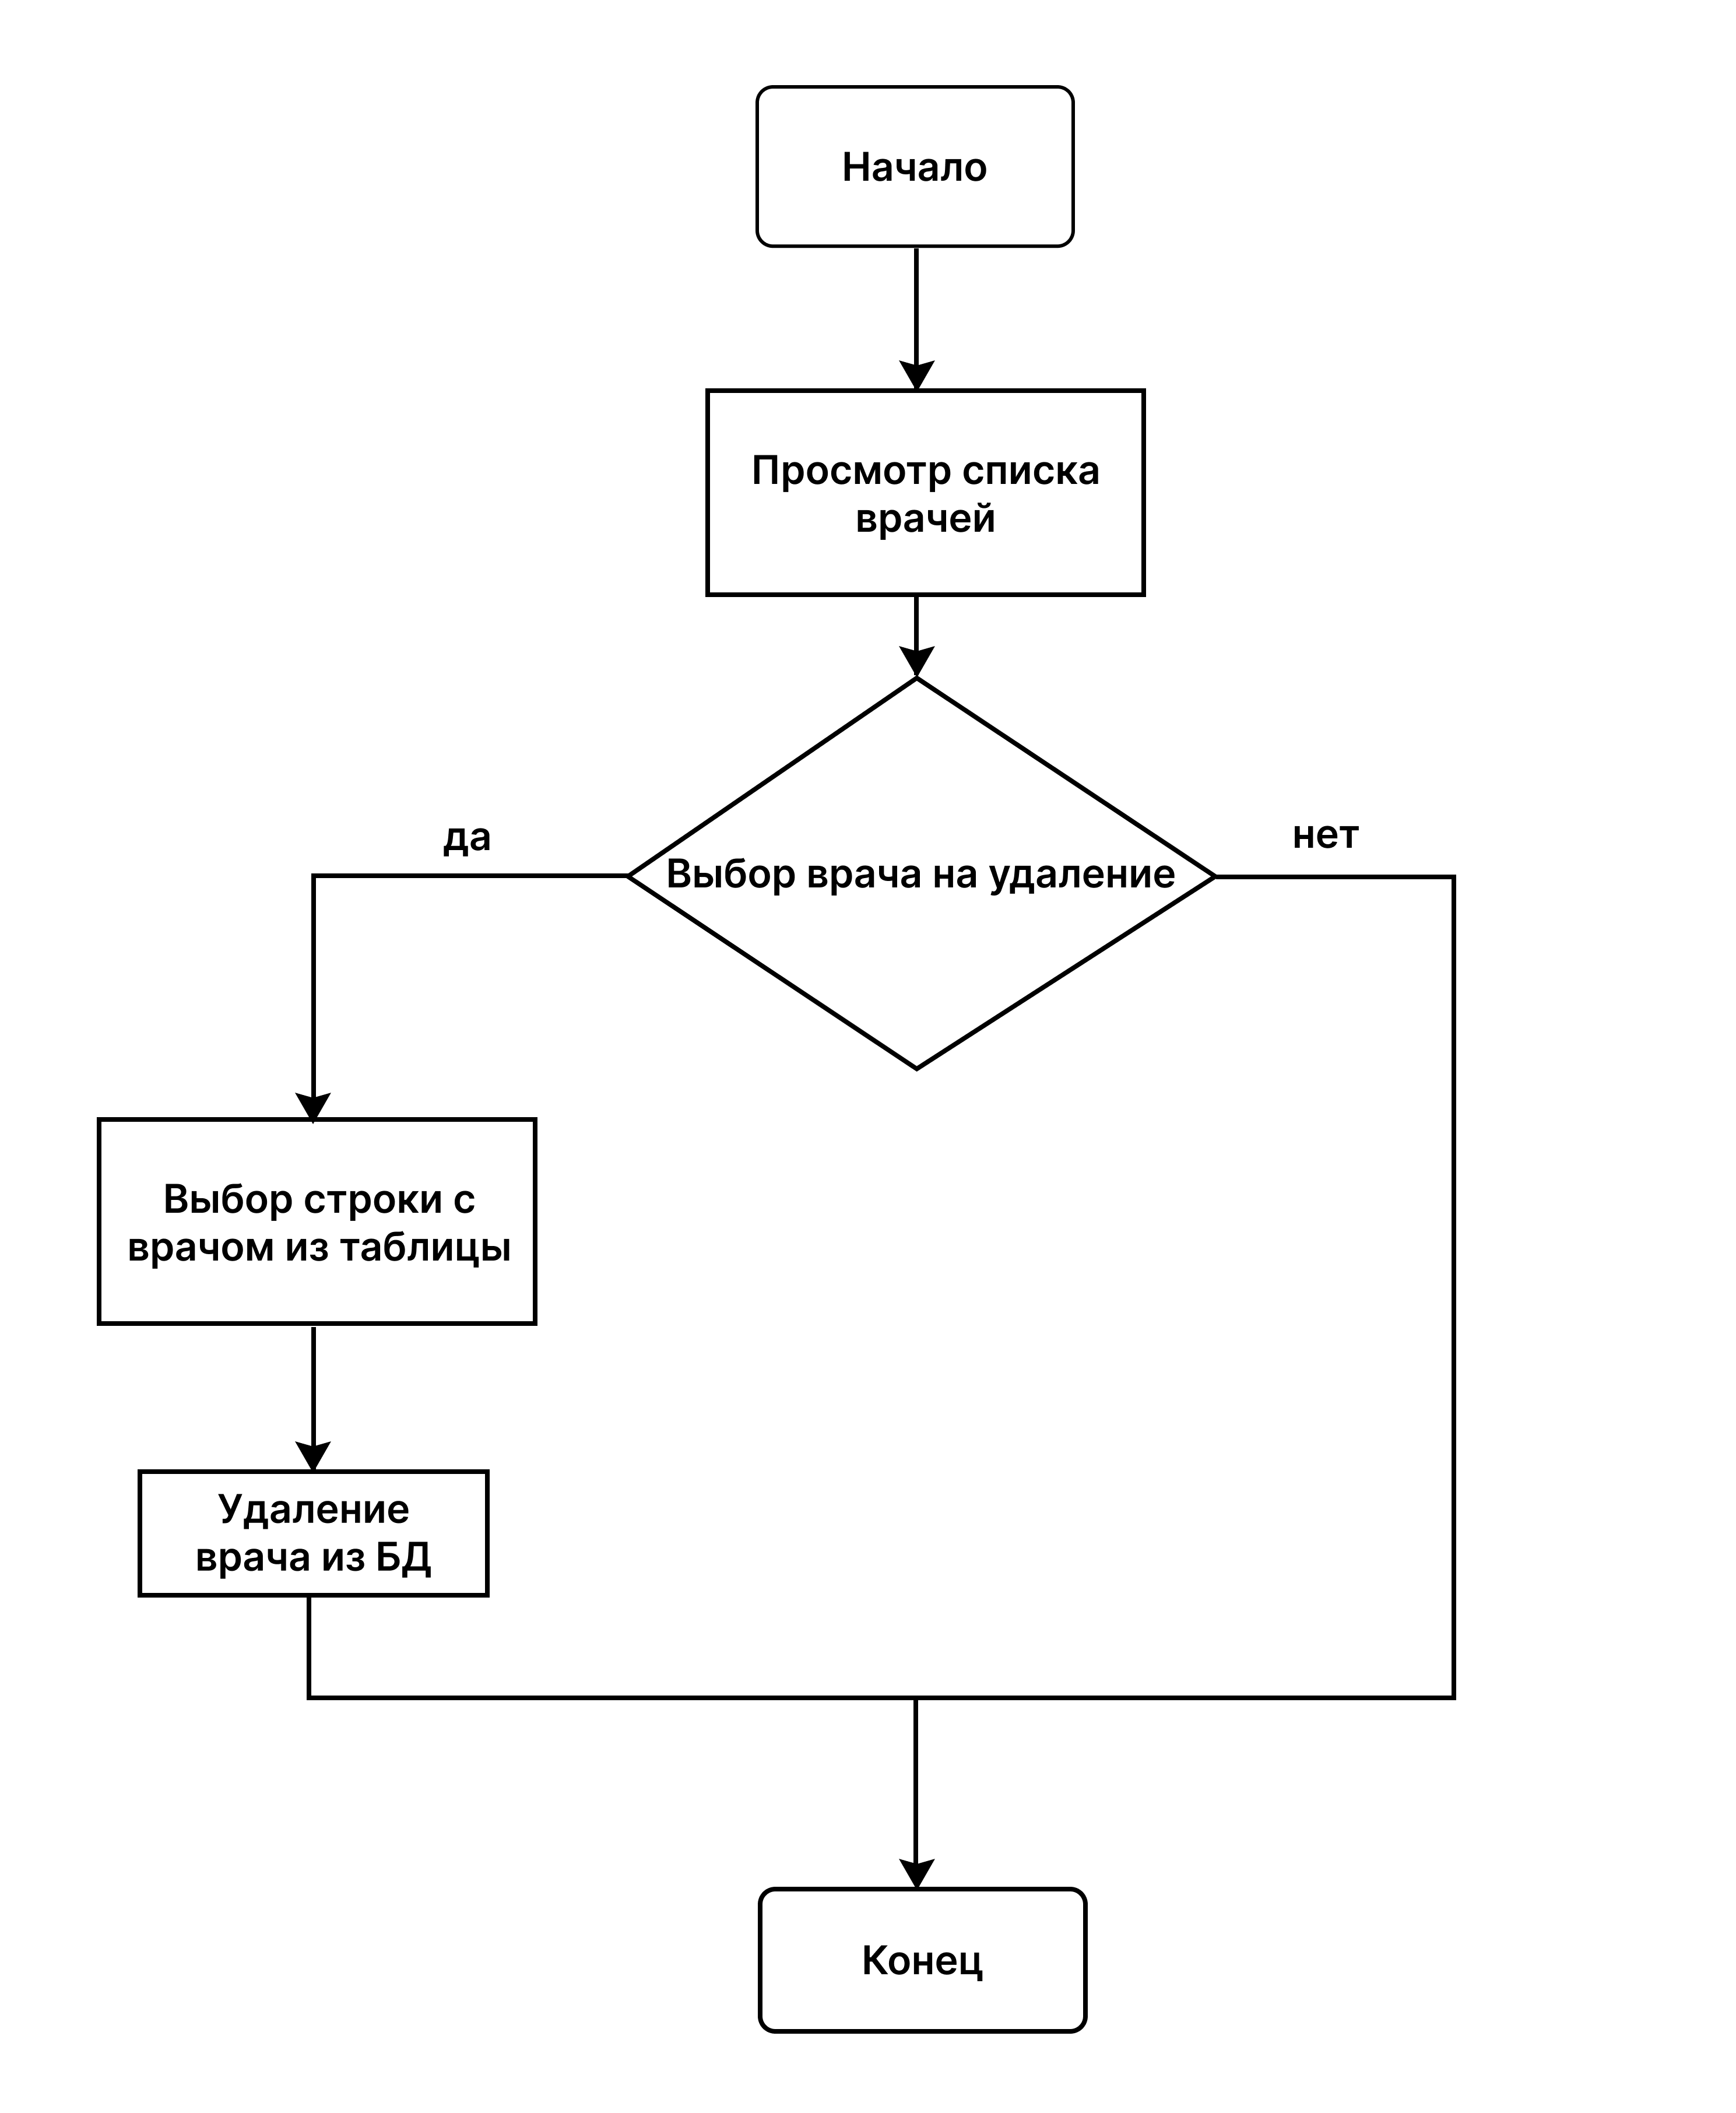 Начало
Просмотр списка
врачей
да
нет
Выбор врача на удаление
Выбор строки с
врачом из таблицы
Удаление
врача из БД
Конец